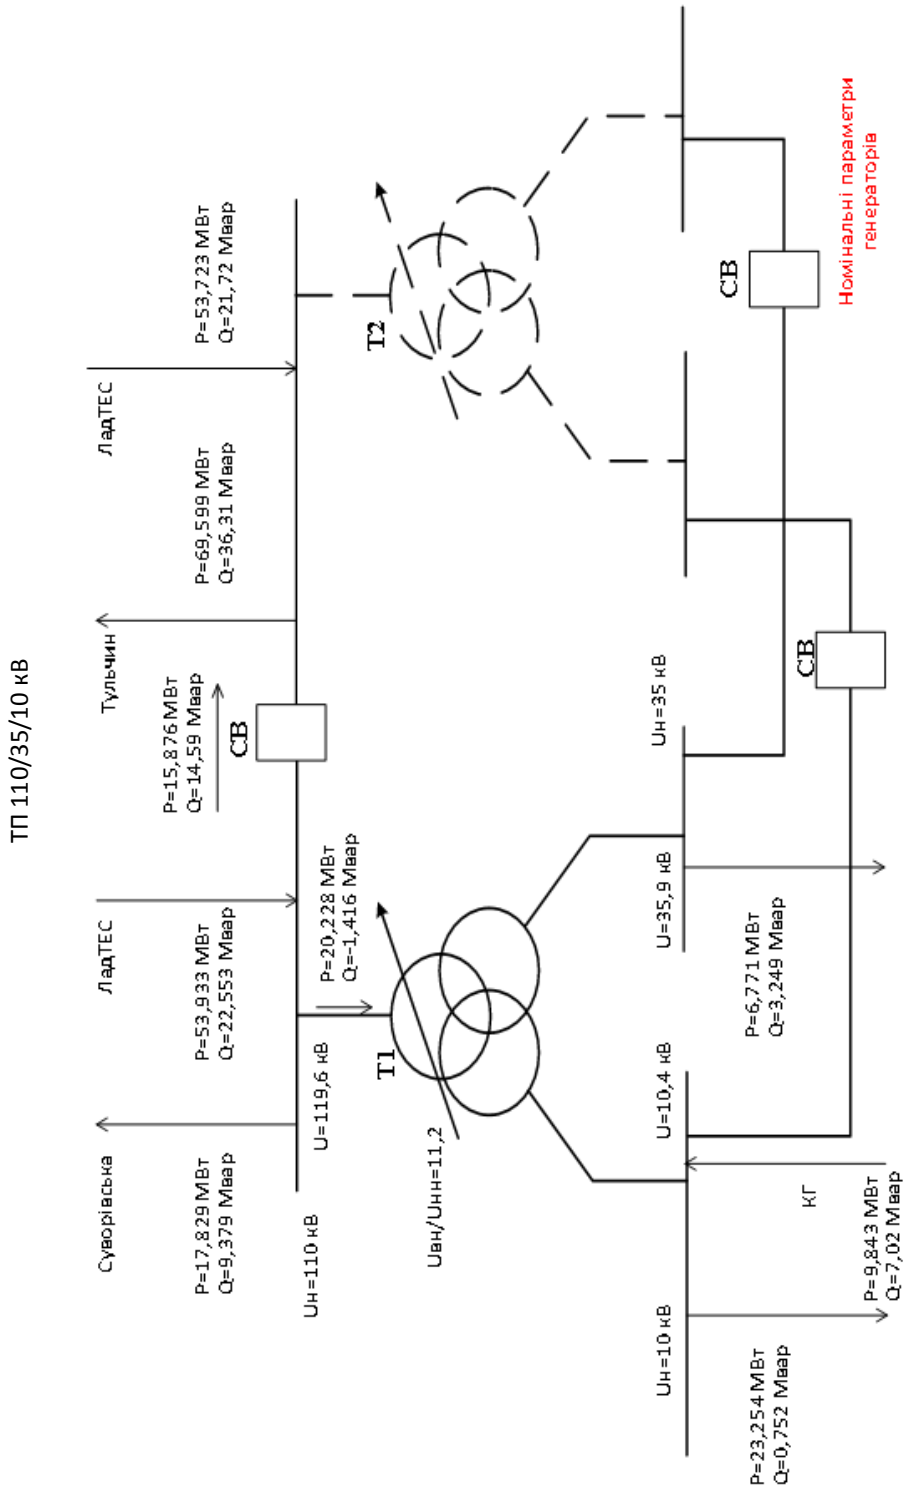 ТП 110/35/10 кВ
Суворівська
P=17,829 МВт
Q=9,379 Мвар
ЛадТЕС
P=53,933 МВт
Q=22,553 Мвар
P=15,876 МВт
Q=14,59 Мвар
Тульчин
P=69,599 МВт
Q=36,31 Мвар
ЛадТЕС
P=53,723 МВт
Q=21,72 Мвар
СВ
Uн=110 кВ
U=119,6 кВ
P=20,228 МВт
Q=-1,416 Мвар
Т1
Т2
Uвн/Uнн=11,2
Uн=10 кВ
U=10,4 кВ
U=35,9 кВ
Uн=35 кВ
СВ
СВ
P=23,254 МВт
Q=0,752 Мвар
КГ
P=9,843 МВт
Q=7,02 Мвар
P=6,771 МВт
Q=3,249 Мвар
Номінальні параметри
генераторів